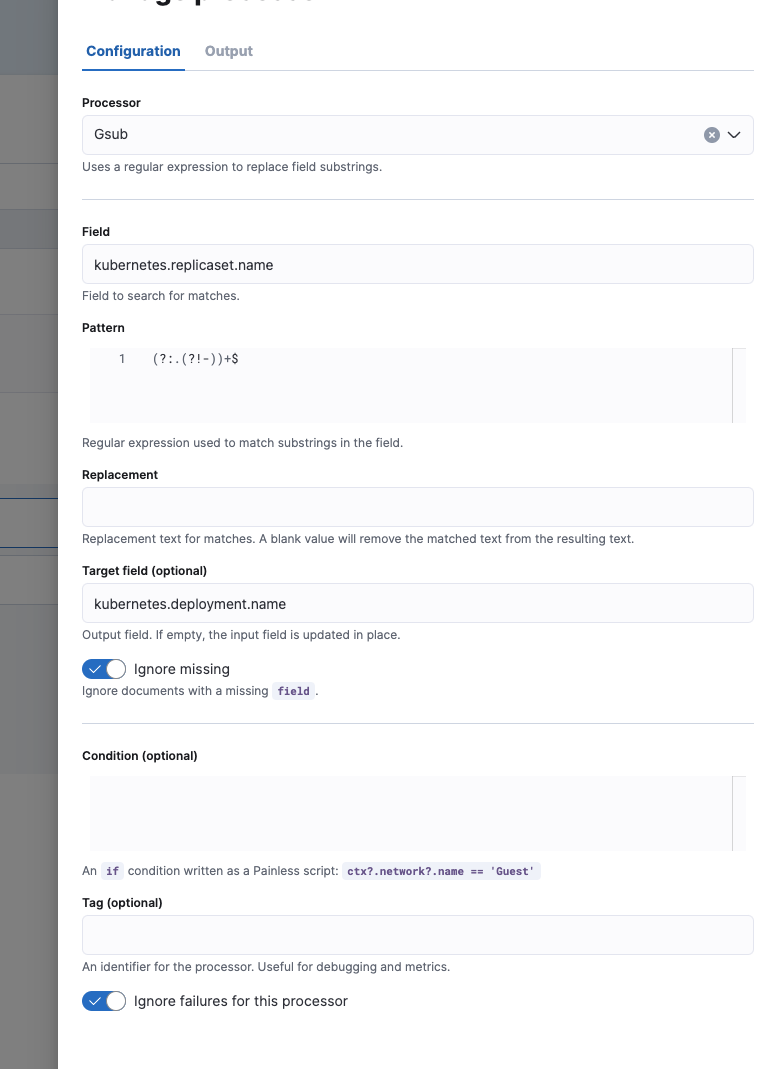 Configuration Output
Processor
Gsub
Uses a regular expression to replace field substrings.
Field
kubernetes.replicaset.name
Field to search for matches.
Pattern
1 (?:.(?!-))+$
Regular expression used to match substrings in the field.
Replacement
Replacement text for matches. A blank value will remove the matched text from the resulting text.
Target field (optional)
kubernetes.deployment.name
Output field. If empty, the input field is updated in place.
Ignore missing
Ignore documents with a missing field.
Condition (optional)
An if condition written as a Painless script: ctx?.network?.name == 'Guest'
Tag (optional)
An identifier for the processor. Useful for debugging and metrics.
Ignore failures for this processor